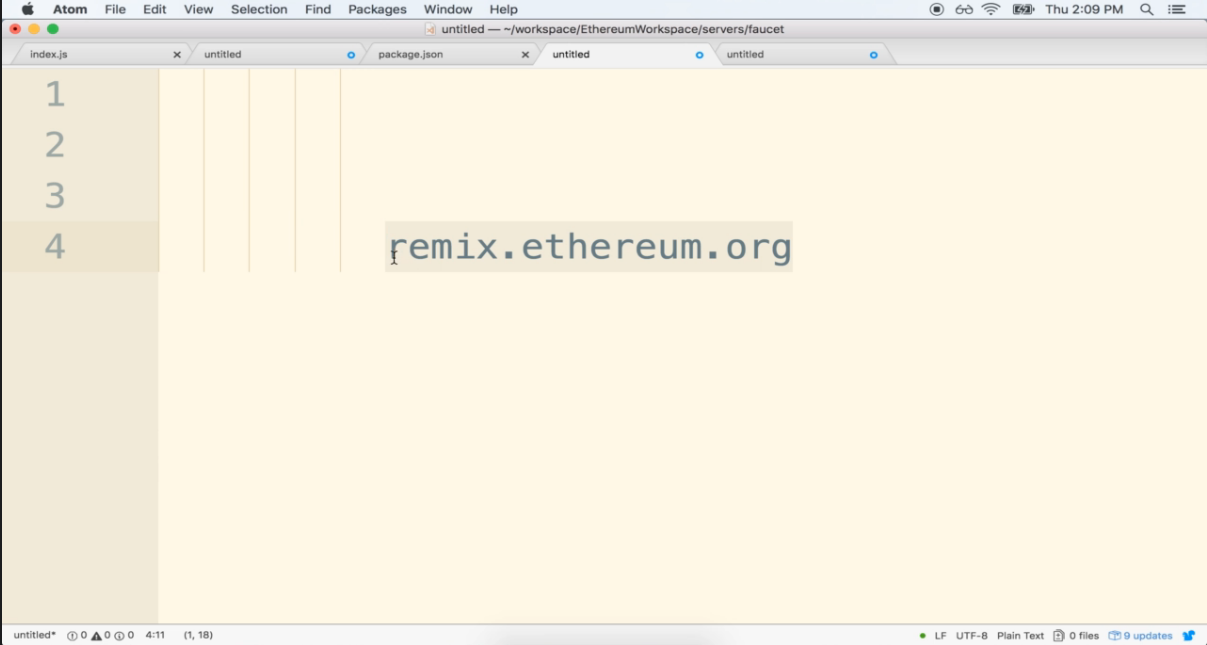 Atom File Edit View Selection Find Packages Window Help Thu 2:09 PM
untitled — ~/workspace/EthereumWorkspace/servers/faucet
index.js untitled package.json untitled untitled
1
2
3
4 remix.ethereum.org
untitled* 0 0 0 4:11 (1, 18) LF UTF-8 Plain Text 0 files 9 updates